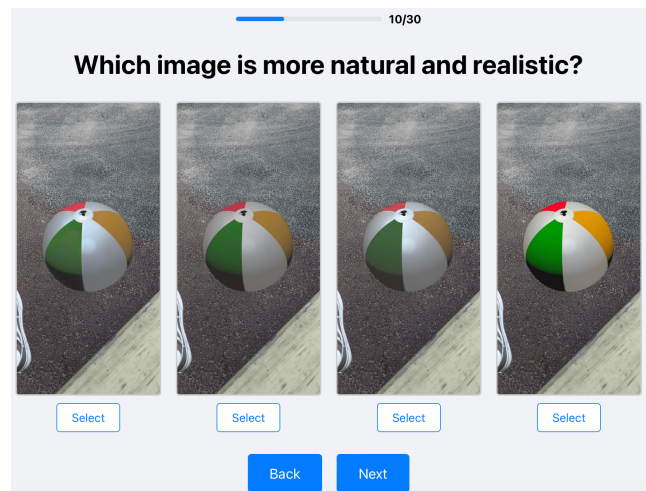 10/30
Which image is more natural and realistic?
Select Select Select Select
Back Next